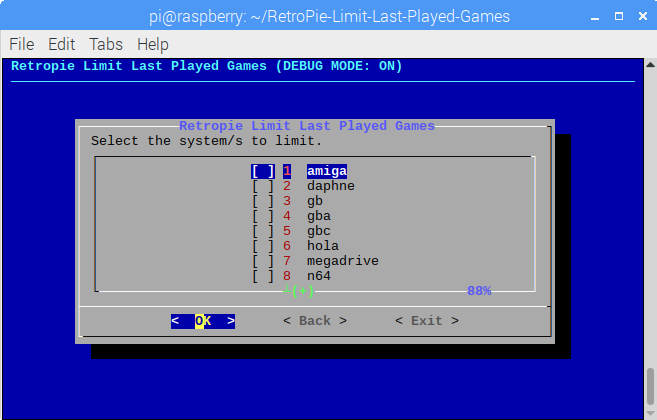 pi@raspberry: ~/RetroPie-Limit-Last-Played-Games
File Edit Tabs Help
Retropie Limit Last Played Games (DEBUG MODE: ON)
Retropie Limit Last Played Games
Select the system/s to limit.
[ ] 1 amiga
[ ] 2 daphne
[ ] 3 gb
[ ] 4 gba
[ ] 5 gbc
[ ] 6 hola
[ ] 7 megadrive
[ ] 8 n64
(+) 88%
< OK > < Back > < Exit >